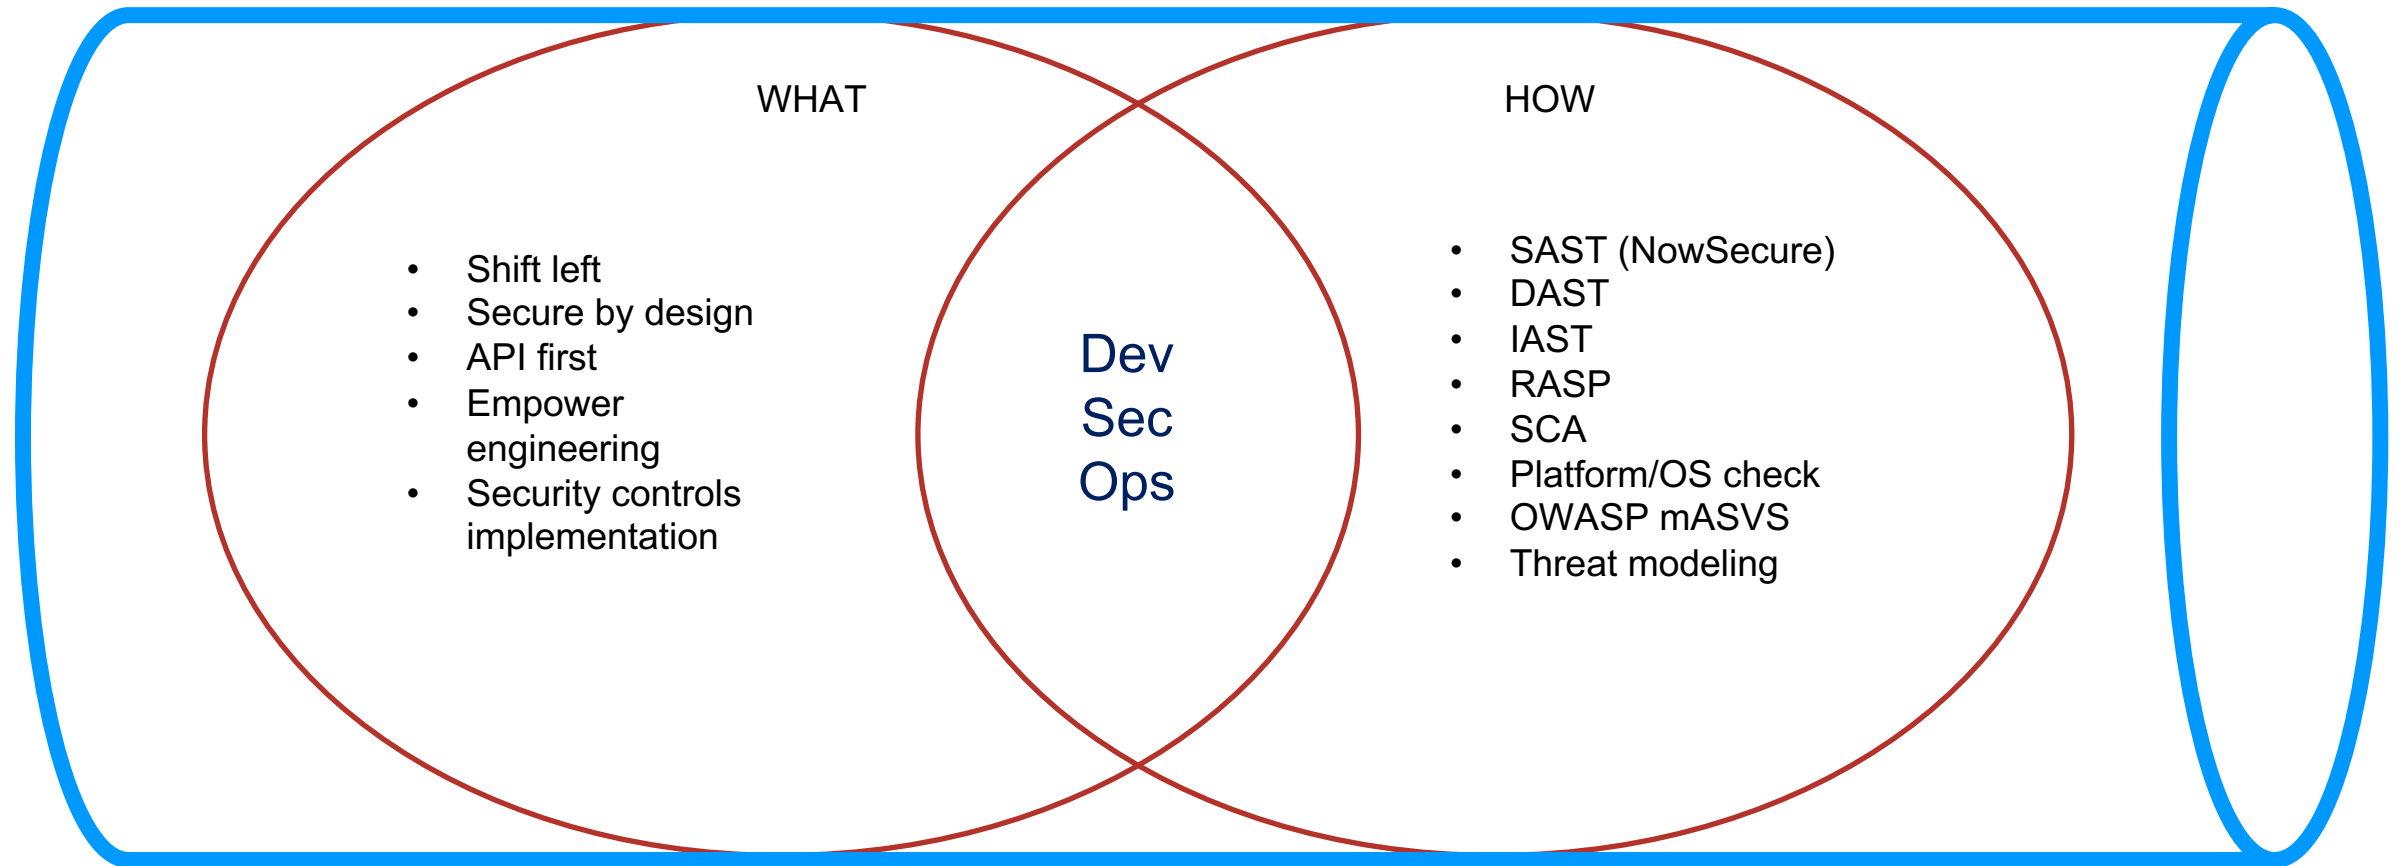 WHAT
• Shift left
• Secure by design
• API first
• Empower
engineering
• Security controls
implementation
Dev
Sec
Ops
HOW
• SAST (NowSecure)
• DAST
• IAST
• RASP
• SCA
• Platform/OS check
• OWASP mASVS
• Threat modeling